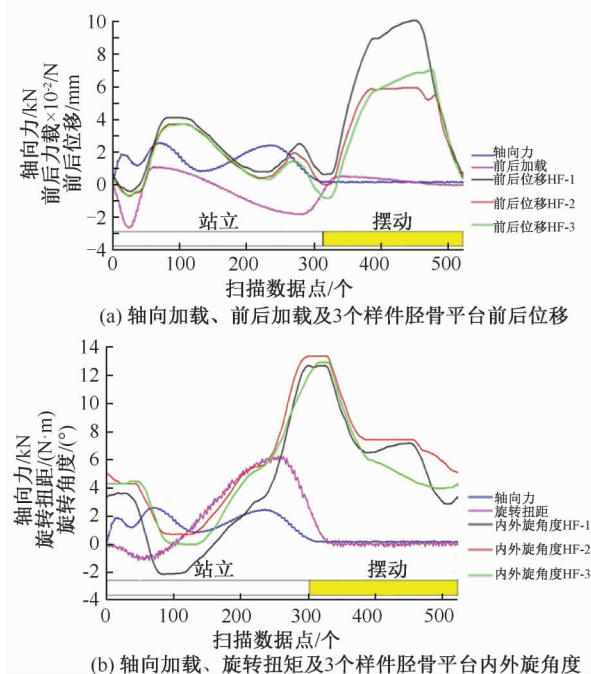 轴向力/kN
前后力载×10⁻²/N
前后位移/mm
10
8
6
4
2
0
−2
−4
0
100
200
300
400
500
站立
摆动
扫描数据点/个
轴向力
前后加载
前后位移HF-1
前后位移HF-2
前后位移HF-3
(a) 轴向加载、前后加载及3个样件胫骨平台前后位移
轴向力/kN
旋转扭距/(N·m)
旋转角度/(°)
14
12
10
8
6
4
2
0
−2
−4
0
100
200
300
400
500
站立
摆动
扫描数据点/个
轴向力
旋转扭距
内外旋角度HF-1
内外旋角度HF-2
内外旋角度HF-3
(b) 轴向加载、旋转扭矩及3个样件胫骨平台内外旋角度